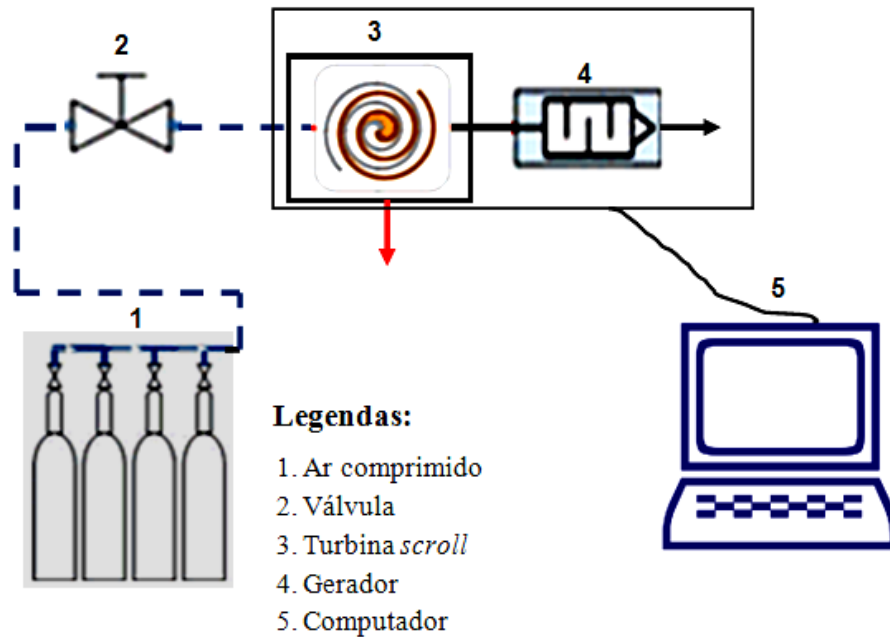 2
3
4
1
5
Legendas:
1. Ar comprimido
2. Válvula
3. Turbina scroll
4. Gerador
5. Computador